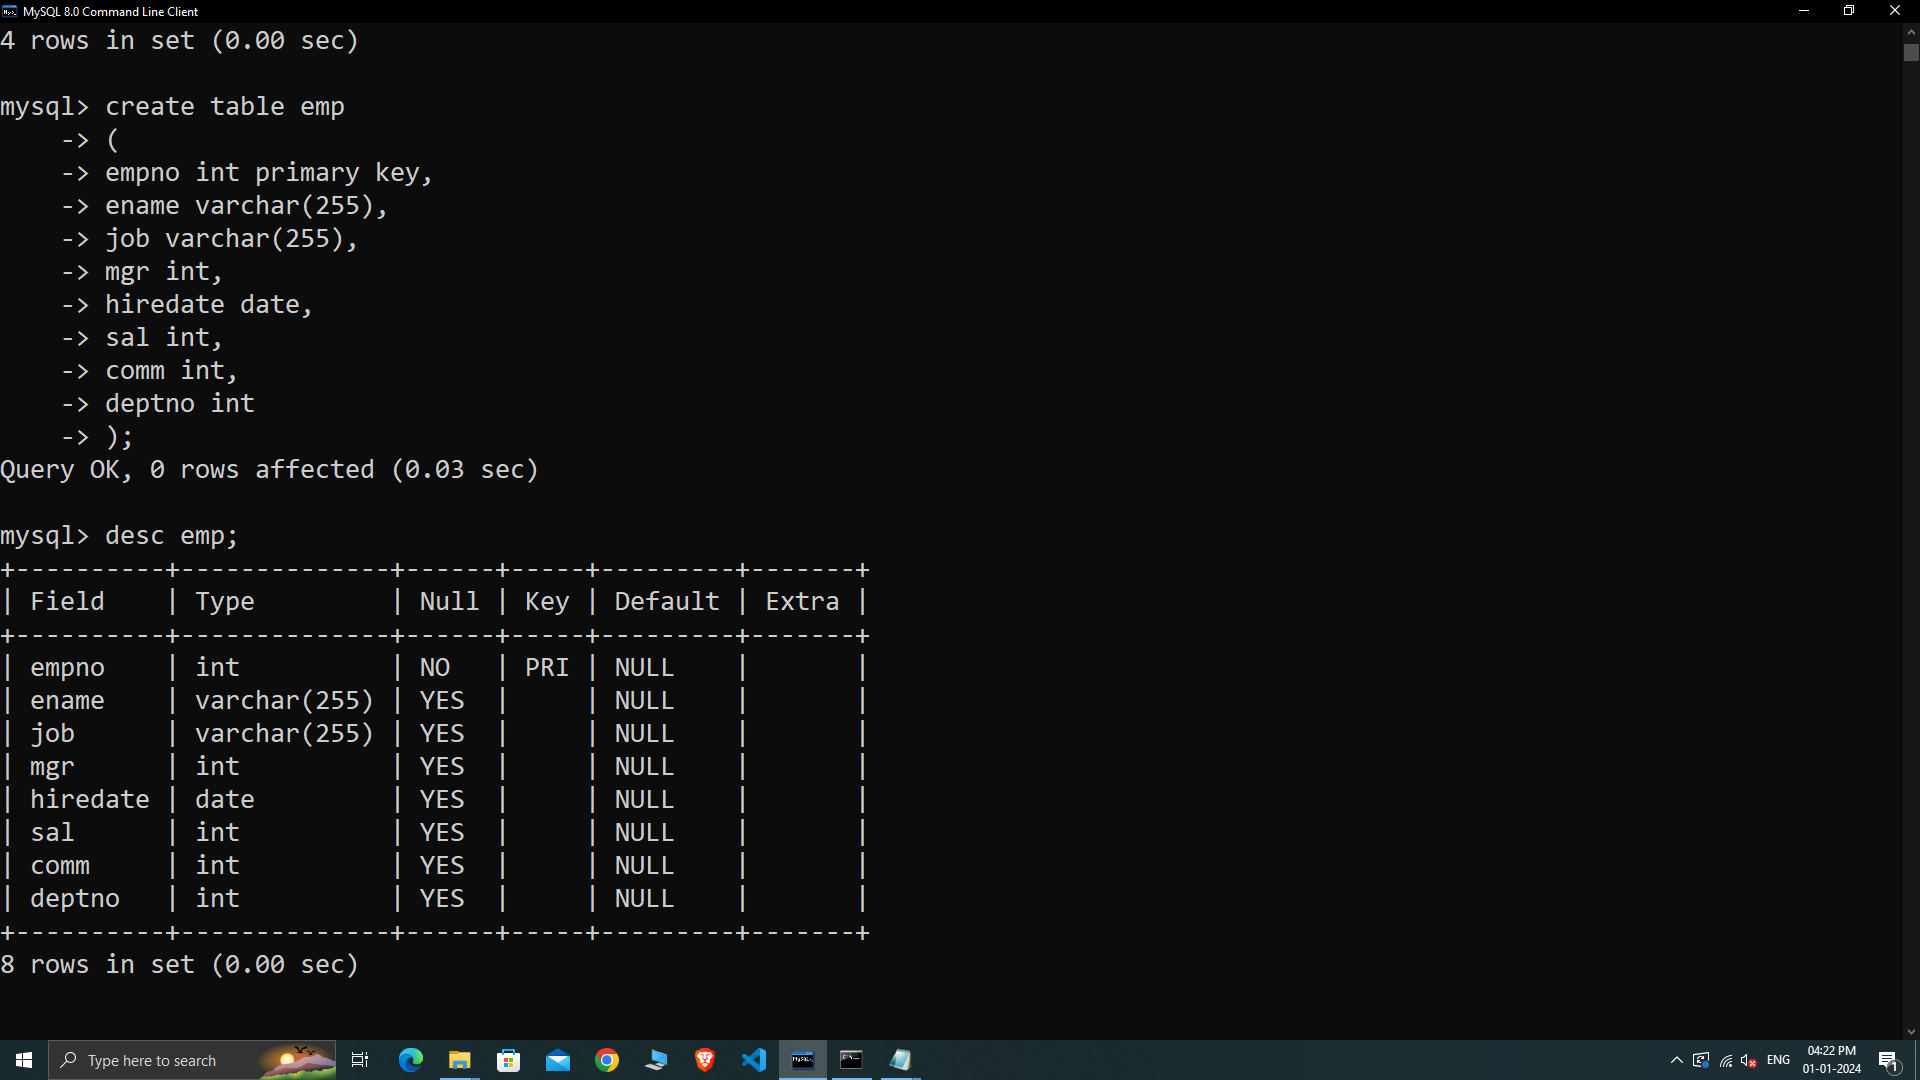 MySQL 8.0 Command Line Client
4 rows in set (0.00 sec)
mysql> create table emp
    -> (
    -> empno int primary key,
    -> ename varchar(255),
    -> job varchar(255),
    -> mgr int,
    -> hiredate date,
    -> sal int,
    -> comm int,
    -> deptno int
    -> );
Query OK, 0 rows affected (0.03 sec)
mysql> desc emp;
+----------+--------------+------+-----+---------+-------+
| Field    | Type         | Null | Key | Default | Extra |
+----------+--------------+------+-----+---------+-------+
| empno    | int          | NO   | PRI | NULL    |       |
| ename    | varchar(255) | YES  |     | NULL    |       |
| job      | varchar(255) | YES  |     | NULL    |       |
| mgr      | int          | YES  |     | NULL    |       |
| hiredate | date         | YES  |     | NULL    |       |
| sal      | int          | YES  |     | NULL    |       |
| comm     | int          | YES  |     | NULL    |       |
| deptno   | int          | YES  |     | NULL    |       |
+----------+--------------+------+-----+---------+-------+
8 rows in set (0.00 sec)
Type here to search
ENG
04:22 PM
01-01-2024
1